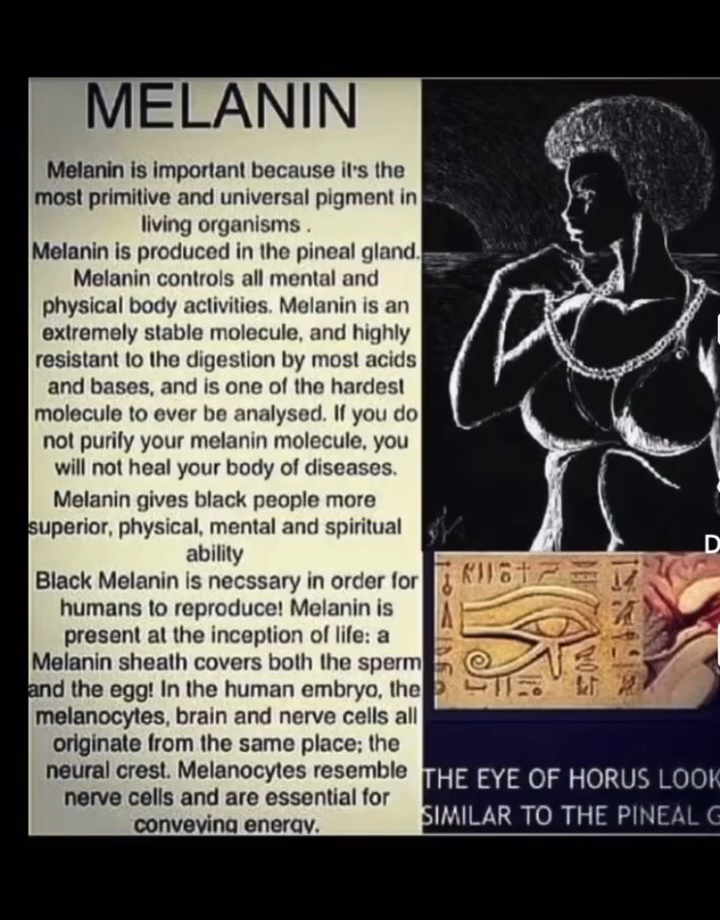 MELANIN
Melanin is important because it's the
most primitive and universal pigment in
living organisms .
Melanin is produced in the pineal gland.
Melanin controls all mental and
physical body activities. Melanin is an
extremely stable molecule, and highly
resistant to the digestion by most acids
and bases, and is one of the hardest
molecule to ever be analysed. If you do
not purify your melanin molecule, you
will not heal your body of diseases.
Melanin gives black people more
superior, physical, mental and spiritual
ability
Black Melanin is necssary in order for
humans to reproduce! Melanin is
present at the inception of life: a
Melanin sheath covers both the sperm
and the egg! In the human embryo, the
melanocytes, brain and nerve cells all
originate from the same place; the
neural crest. Melanocytes resemble
nerve cells and are essential for
conveying energy.
THE EYE OF HORUS LOOK
SIMILAR TO THE PINEAL G
D